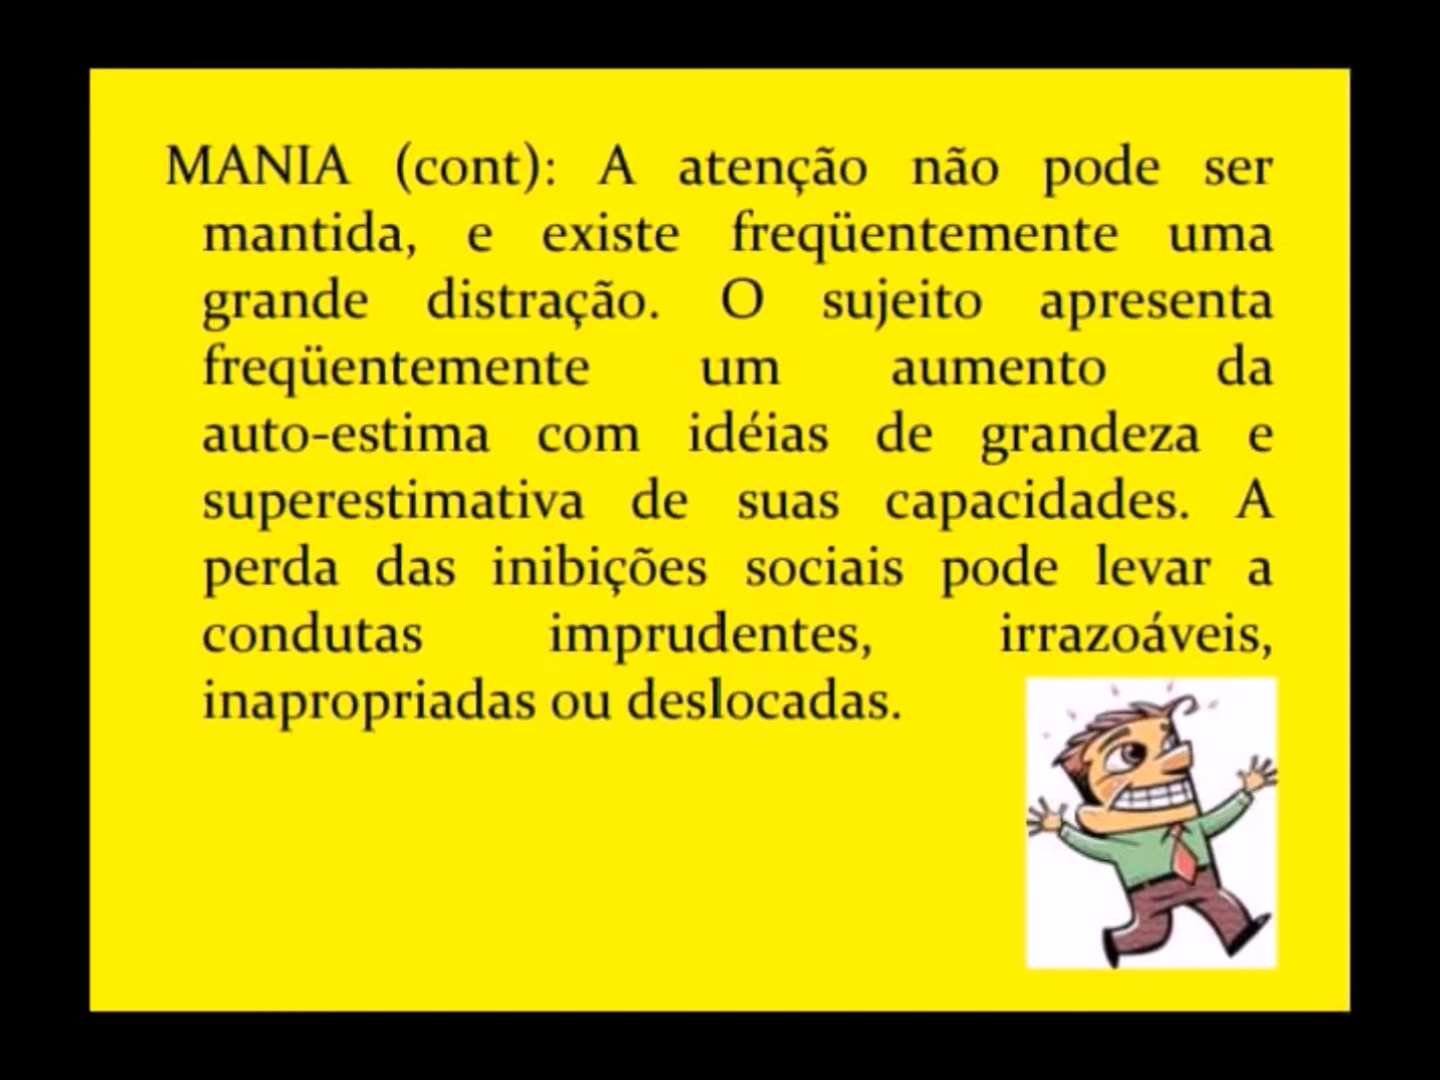 MANIA (cont): A atenção não pode ser
mantida, e existe freqüentemente uma
grande distração. O sujeito apresenta
freqüentemente um aumento da
auto-estima com idéias de grandeza e
superestimativa de suas capacidades. A
perda das inibições sociais pode levar a
condutas imprudentes, irrazoáveis,
inapropriadas ou deslocadas.